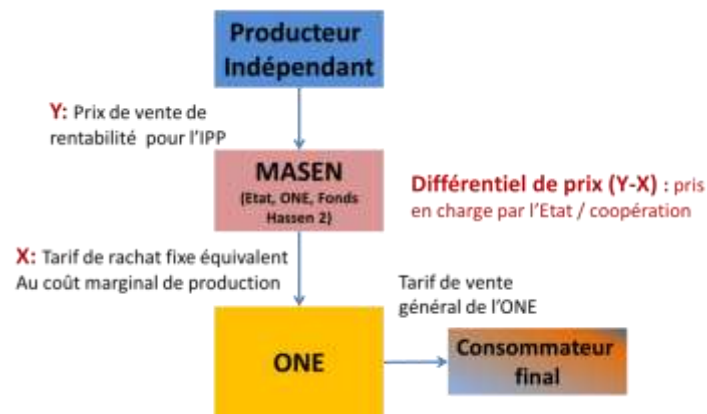 Producteur
Indépendant
Y: Prix de vente de
rentabilité pour l'IPP
MASEN
(Etat, ONE, Fonds
Hassen 2)
Différentiel de prix (Y-X) : pris
en charge par l'Etat / coopération
X: Tarif de rachat fixe équivalent
Au coût marginal de production
Tarif de vente
général de l'ONE
ONE
Consommateur
final